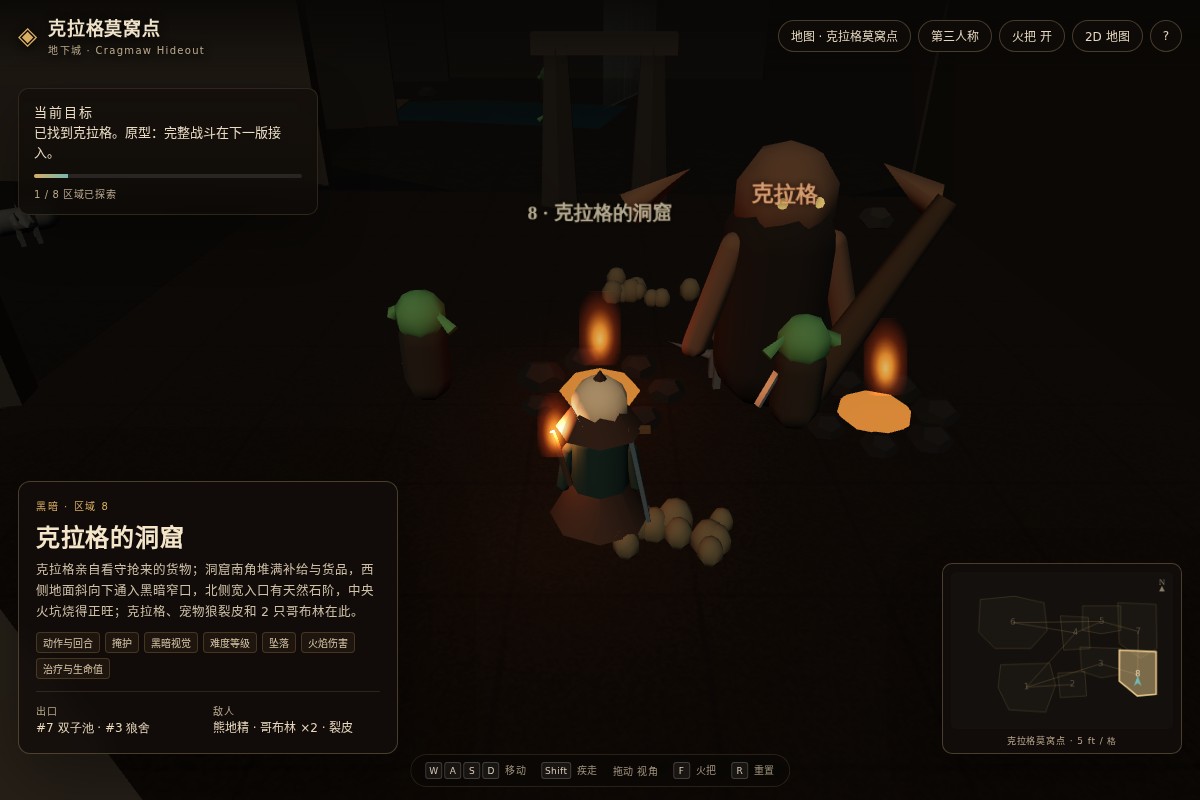 克拉格莫窝点
地下城 · Cragmaw Hideout
地图 · 克拉格莫窝点
第三人称
火把 开
2D 地图
?
当前目标
已找到克拉格。原型：完整战斗在下一版接
入。
1 / 8 区域已探索
克拉格
8 · 克拉格的洞窟
黑暗 · 区域 8
克拉格的洞窟
克拉格亲自看守抢来的货物；洞窟南角堆满补给与货品，西
侧地面斜向下通入黑暗窄口，北侧宽入口有天然石阶，中央
火坑烧得正旺；克拉格、宠物狼裂皮和 2 只哥布林在此。
动作与回合 掩护 黑暗视觉 难度等级 坠落 火焰伤害
治疗与生命值
出口
#7 双子池 · #3 狼舍
敌人
熊地精 · 哥布林 ×2 · 裂皮
N
6
5
4
7
3
8
1
2
克拉格莫窝点 · 5 ft / 格
W A S D 移动 Shift 疾走 拖动 视角 F 火把 R 重置